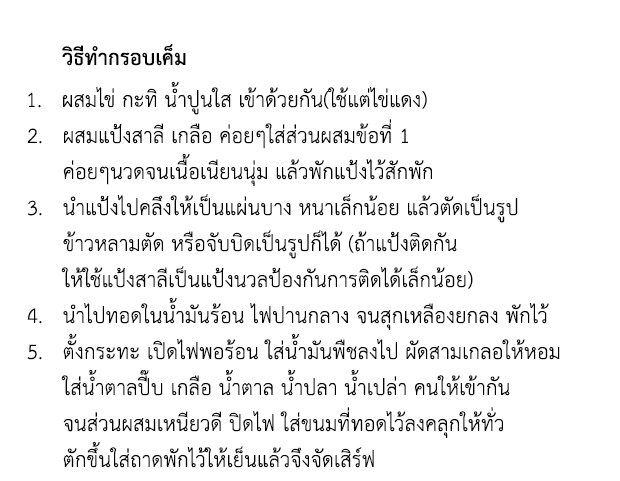 วิธีทำกรอบเค็ม
1. ผสมไข่ กะทิ น้ำปูนใส เข้าด้วยกัน(ใช้แต่ไข่แดง)
2. ผสมแป้งสาลี เกลือ ค่อยๆใส่ส่วนผสมข้อที่ 1
ค่อยๆนวดจนเนื้อเนียนนุ่ม แล้วพักแป้งไว้สักพัก
3. นำแป้งไปคลึงให้เป็นแผ่นบาง หนาเล็กน้อย แล้วตัดเป็นรูป
ข้าวหลามตัด หรือจับบิดเป็นรูปก็ได้ (ถ้าแป้งติดกัน
ให้ใช้แป้งสาลีเป็นแป้งนวลป้องกันการติดได้เล็กน้อย)
4. นำไปทอดในน้ำมันร้อน ไฟปานกลาง จนสุกเหลืองยกลง พักไว้
5. ตั้งกระทะ เปิดไฟพอร้อน ใส่น้ำมันพืชลงไป ผัดสามเกลอให้หอม
ใส่น้ำตาลปี๊บ เกลือ น้ำตาล น้ำปลา น้ำเปล่า คนให้เข้ากัน
จนส่วนผสมเหนียวดี ปิดไฟ ใส่ขนมที่ทอดไว้ลงคลุกให้ทั่ว
ตักขึ้นใส่ถาดพักไว้ให้เย็นแล้วจึงจัดเสิร์ฟ